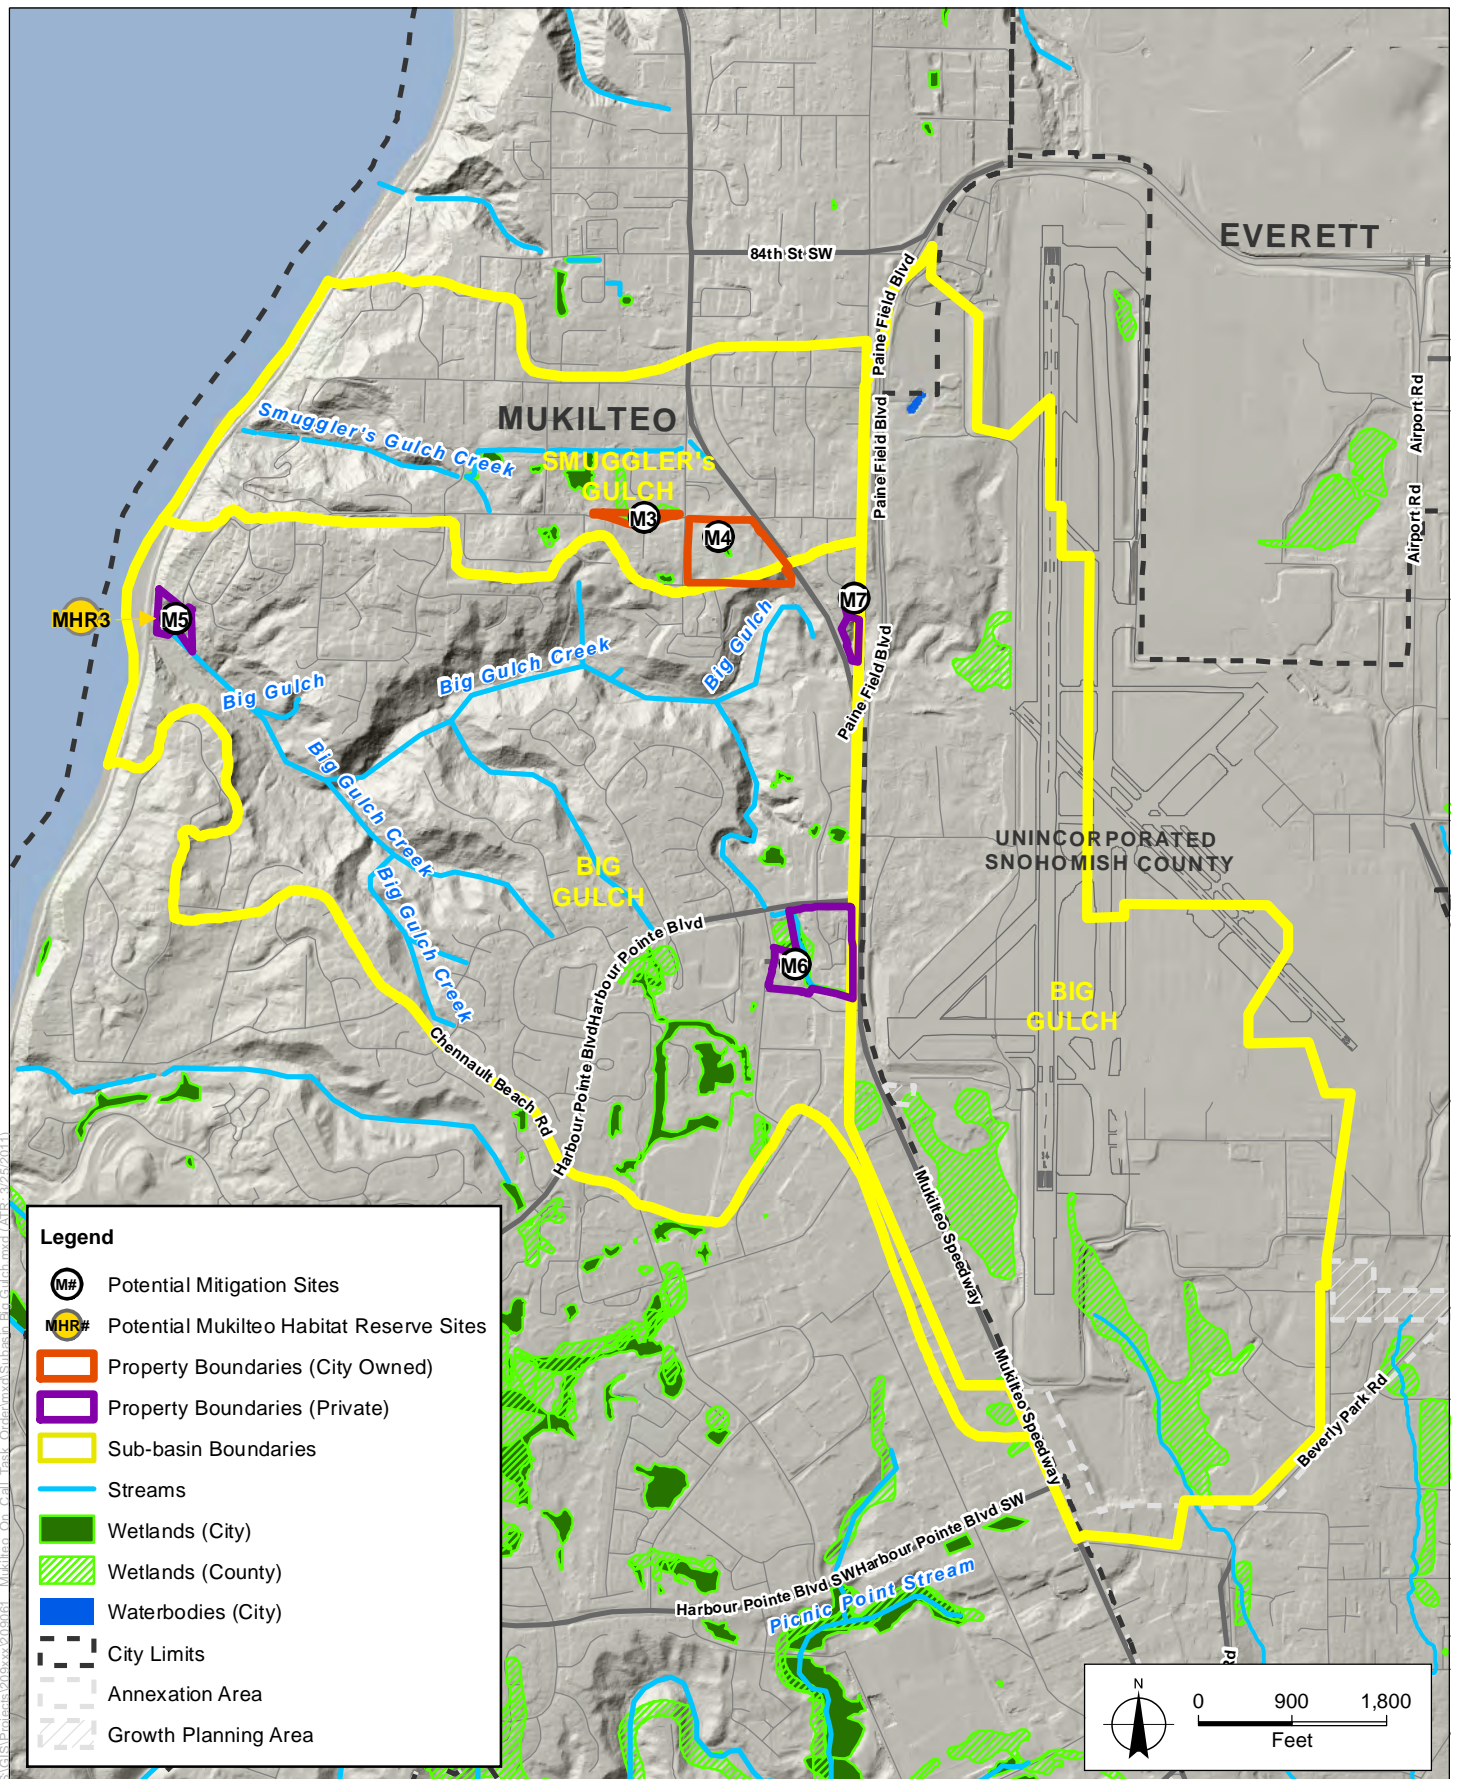 EVERETT
84th St SW
Paine Field Blvd
MUKILTEO
Smuggler's Gulch Creek
SMUGGLER's
GULCH
Paine Field Blvd
Airport Rd
Airport Rd
M3
M4
M7
MHR3
M5
Big Gulch
Big Gulch Creek
Big Gulch
Paine Field Blvd
Big Gulch Creek
UNINCORPORATED
SNOHOMISH COUNTY
BIG
GULCH
Big Gulch Creek
Harbour Pointe Blvd
M6
BIG
GULCH
Harbour Pointe Blvd
Chennault Beach Rd
Harbour Pointe Blvd
Mukilteo Speedway
Mukilteo Speedway
Beverly Park Rd
Harbour Pointe Blvd SW
Harbour Pointe Blvd SW
Picnic Point Stream
Rd
Legend
M# Potential Mitigation Sites
MHR# Potential Mukilteo Habitat Reserve Sites
Property Boundaries (City Owned)
Property Boundaries (Private)
Sub-basin Boundaries
Streams
Wetlands (City)
Wetlands (County)
Waterbodies (City)
City Limits
Annexation Area
Growth Planning Area
N
0 900 1,800
Feet